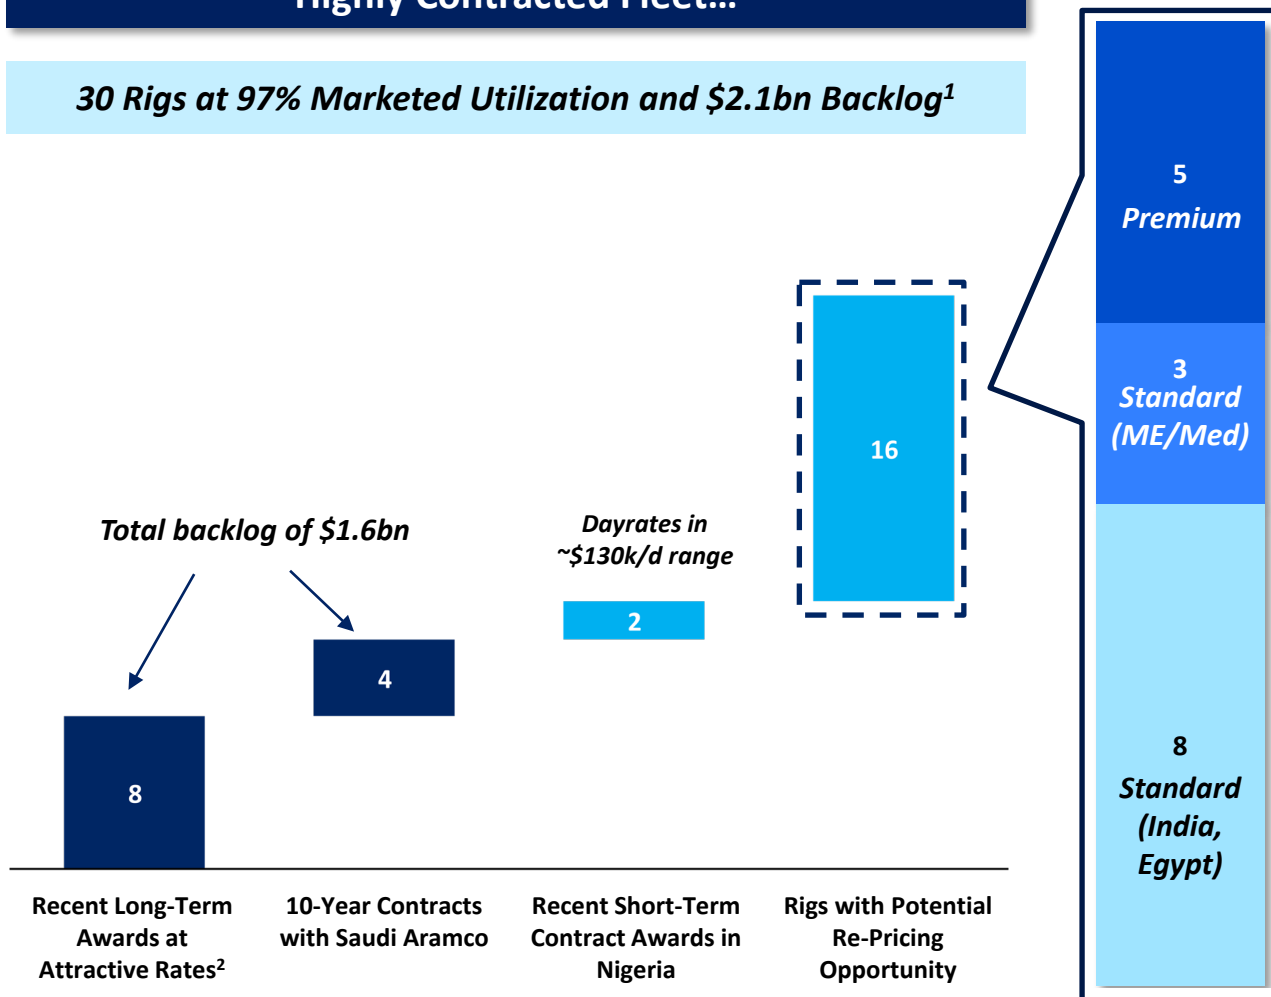 Highly Contracted Fleet…
30 Rigs at 97% Marketed Utilization and $2.1bn Backlog1
Total backlog of $1.6bn
8
4
Dayrates in
~$130k/d range
2
16
Recent Long-Term
Awards at
Attractive Rates2
10-Year Contracts
with Saudi Aramco
Recent Short-Term
Contract Awards in
Nigeria
Rigs with Potential
Re-Pricing
Opportunity
5
Premium
3
Standard
(ME/Med)
8
Standard
(India,
Egypt)